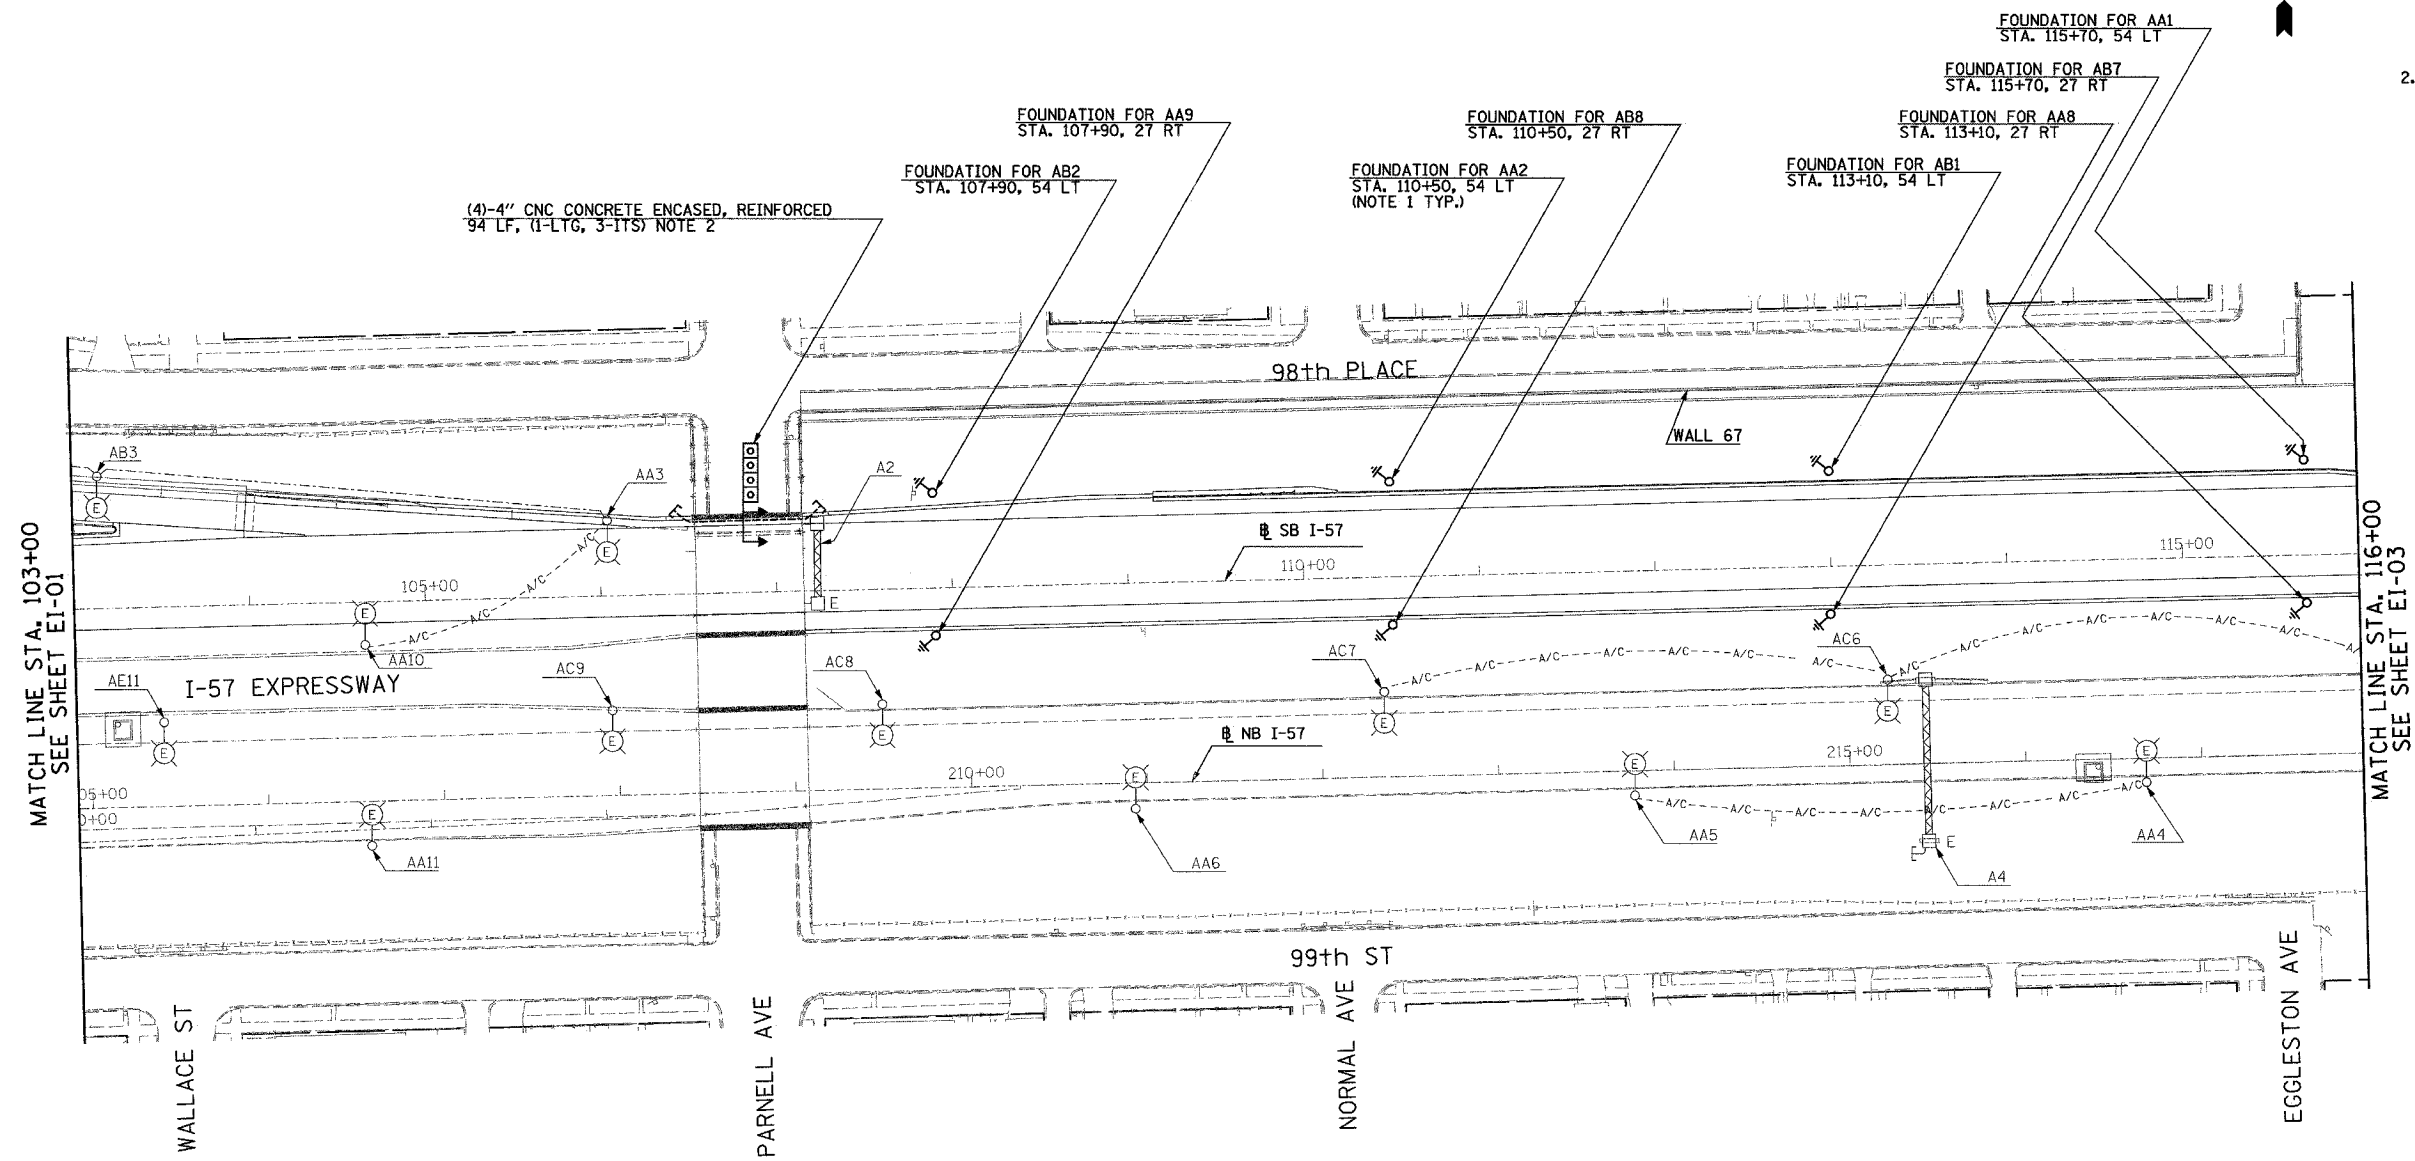 FOUNDATION FOR AA1
STA. 115+70, 54 LT
FOUNDATION FOR AB7
STA. 115+70, 27 RT
2.
FOUNDATION FOR AA9
STA. 107+90, 27 RT
FOUNDATION FOR AB8
STA. 110+50, 27 RT
FOUNDATION FOR AA8
STA. 113+10, 27 RT
FOUNDATION FOR AB2
STA. 107+90, 54 LT
FOUNDATION FOR AA2
STA. 110+50, 54 LT
(NOTE 1 TYP.)
FOUNDATION FOR AB1
STA. 113+10, 54 LT
(4)-4" CNC CONCRETE ENCASED, REINFORCED
94 LF, (1-LTG, 3-ITS) NOTE 2
98th PLACE
WALL 67
AB3
AA3
A2
E
E
SB I-57
110+00
115+00
105+00
A/C
A/C
A/C
A/C
E
E
E
MATCH LINE STA. 103+00
SEE SHEET EI-01
MATCH LINE STA. 116+00
SEE SHEET EI-03
AA10
AE11
I-57 EXPRESSWAY
AC9
AC8
AC7
AC6
A/C
A/C
A/C
A/C
A/C
A/C
A/C
A/C
A/C
A/C
A/C
A/C
A/C
A/C
E
E
E
E
E
NB I-57
210+00
215+00
E
E
E
E
05+00
0+00
A/C
A/C
A/C
A/C
A/C
A/C
A/C
AA11
AA6
AA5
AA4
E
A4
99th ST
WALLACE ST
PARNELL AVE
NORMAL AVE
EGGLESTON AVE